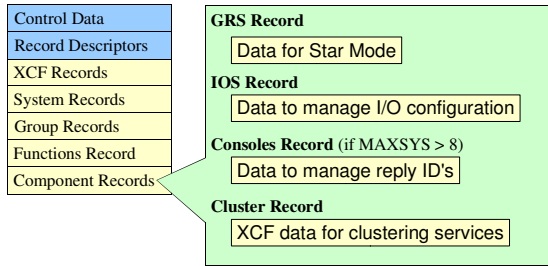 Control Data
Record Descriptors
XCF Records
System Records
Group Records
Functions Record
Component Records
GRS Record
Data for Star Mode
IOS Record
Data to manage I/O configuration
Consoles Record (if MAXSYS > 8)
Data to manage reply ID's
Cluster Record
XCF data for clustering services